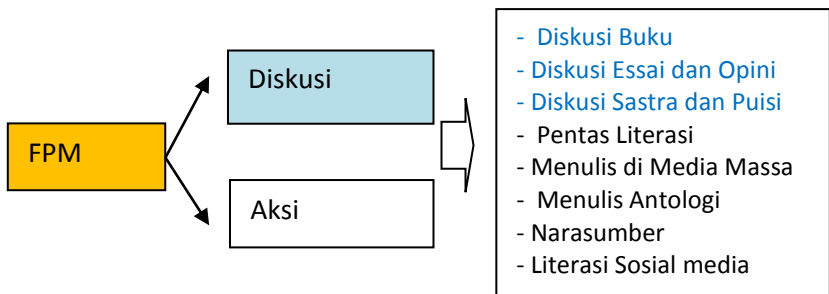 FPM
Diskusi
Aksi
- Diskusi Buku
- Diskusi Essai dan Opini
- Diskusi Sastra dan Puisi
- Pentas Literasi
- Menulis di Media Massa
- Menulis Antologi
- Narasumber
- Literasi Sosial media